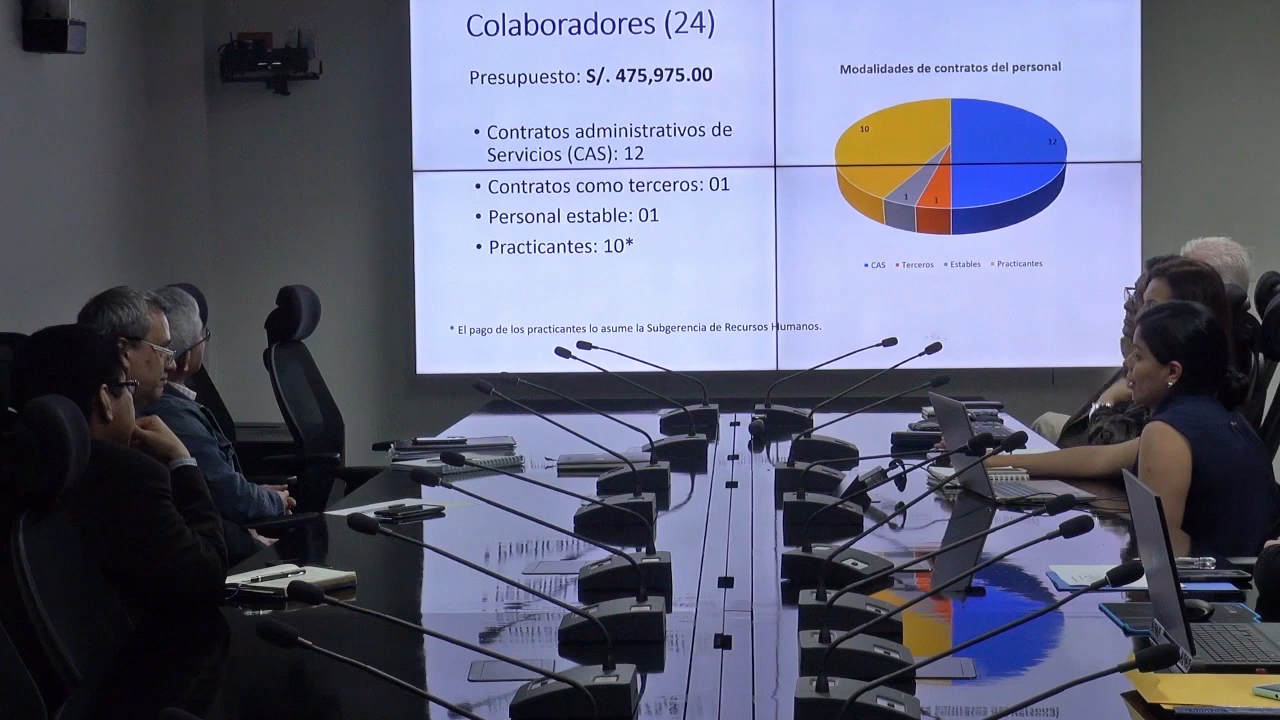 Colaboradores (24)
Presupuesto: S/. 475,975.00
• Contratos administrativos de
Servicios (CAS): 12
• Contratos como terceros: 01
• Personal estable: 01
• Practicantes: 10*
* El pago de los practicantes lo asume la Subgerencia de Recursos Humanos.
Modalidades de contratos del personal
10
12
1
1
CAS Terceros Estables Practicantes